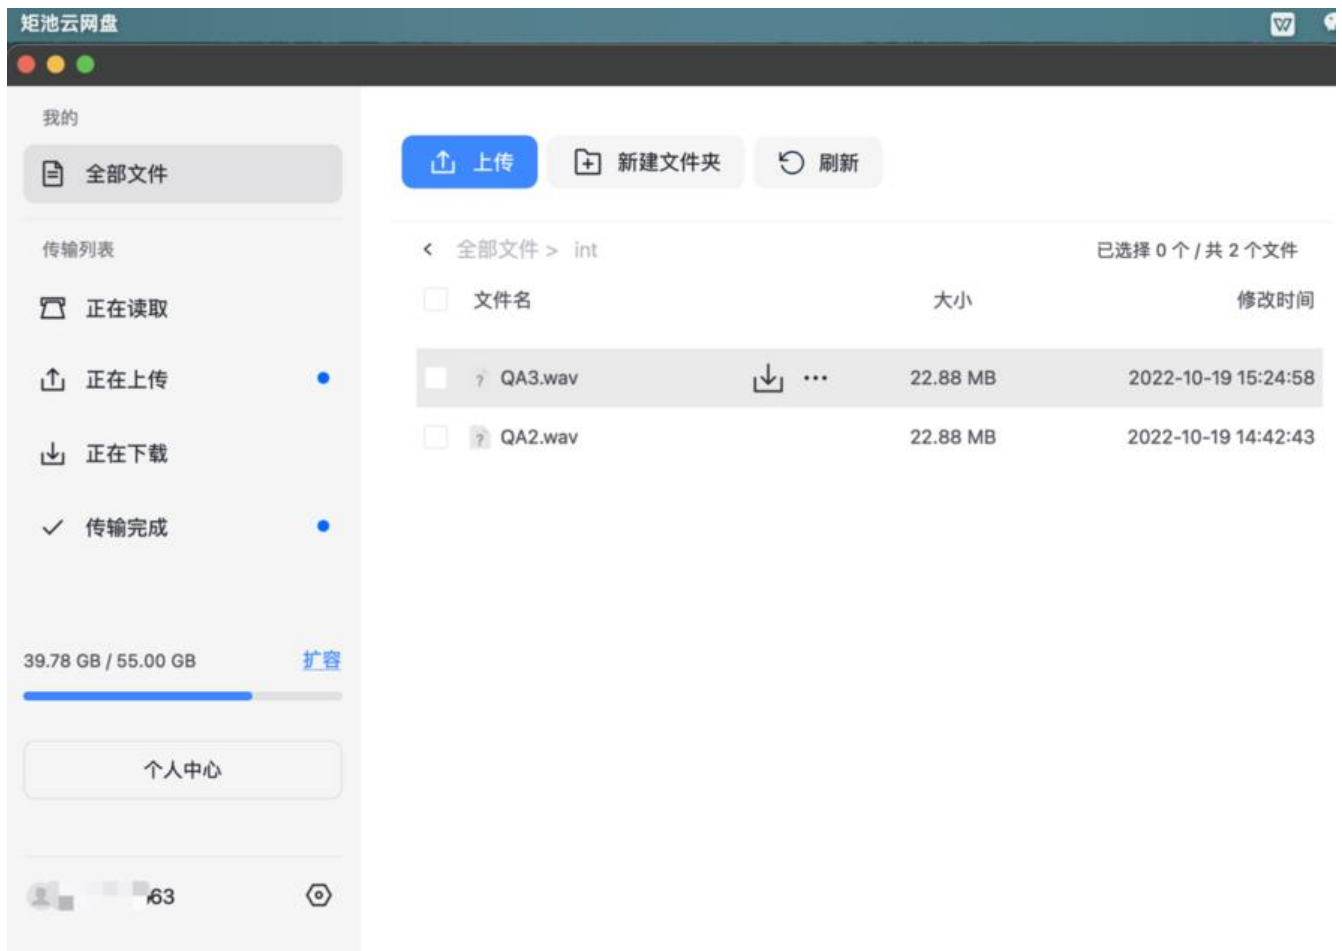 矩池云网盘
我的
全部文件
传输列表
正在读取
正在上传
正在下载
传输完成
39.78 GB / 55.00 GB 扩容
个人中心
63
上传 新建文件夹 刷新
< 全部文件 > int 已选择 0 个 / 共 2 个文件
文件名 大小 修改时间
QA3.wav ... 22.88 MB 2022-10-19 15:24:58
QA2.wav 22.88 MB 2022-10-19 14:42:43